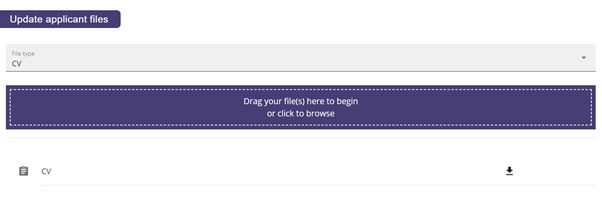 Update applicant files
File type
CV
Drag your file(s) here to begin
or click to browse
CV